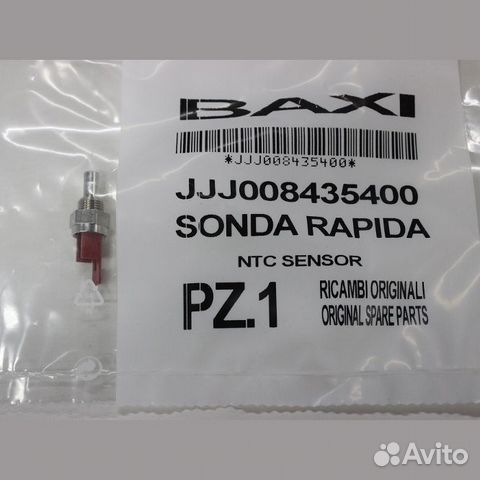 BAXI
*JJJ008435400*
JJJ008435400
SONDA RAPIDA
NTC SENSOR
PZ.1
RICAMBI ORIGINALI
ORIGINAL SPARE PARTS
Avito